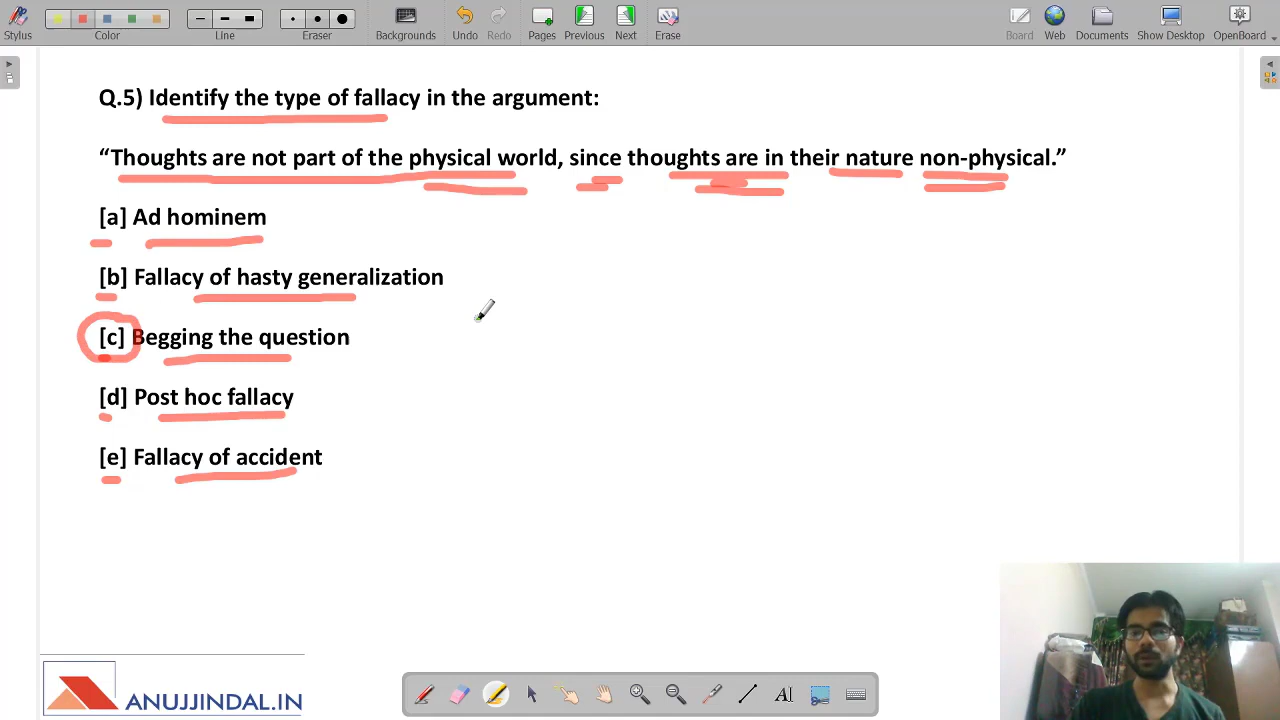 Stylus
Color
Line
Eraser
Backgrounds
Undo
Redo
Pages
Previous
Next
Erase
Board
Web
Documents
Show Desktop
OpenBoard
Q.5) Identify the type of fallacy in the argument:
“Thoughts are not part of the physical world, since thoughts are in their nature non-physical.”
[a] Ad hominem
[b] Fallacy of hasty generalization
[c] Begging the question
[d] Post hoc fallacy
[e] Fallacy of accident
ANUJJINDAL.IN
AI